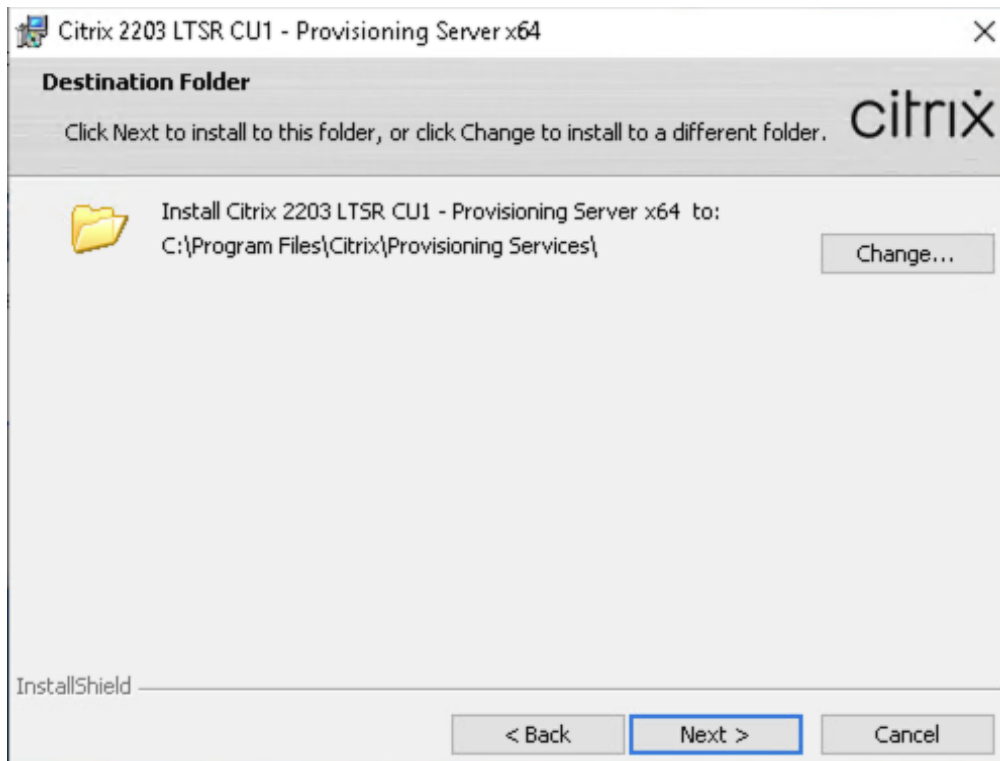 Citrix 2203 LTSR CU1 - Provisioning Server x64
Destination Folder
Click Next to install to this folder, or click Change to install to a different folder.
citrix
Install Citrix 2203 LTSR CU1 - Provisioning Server x64 to:
C:\Program Files\Citrix\Provisioning Services\
Change...
InstallShield
< Back
Next >
Cancel